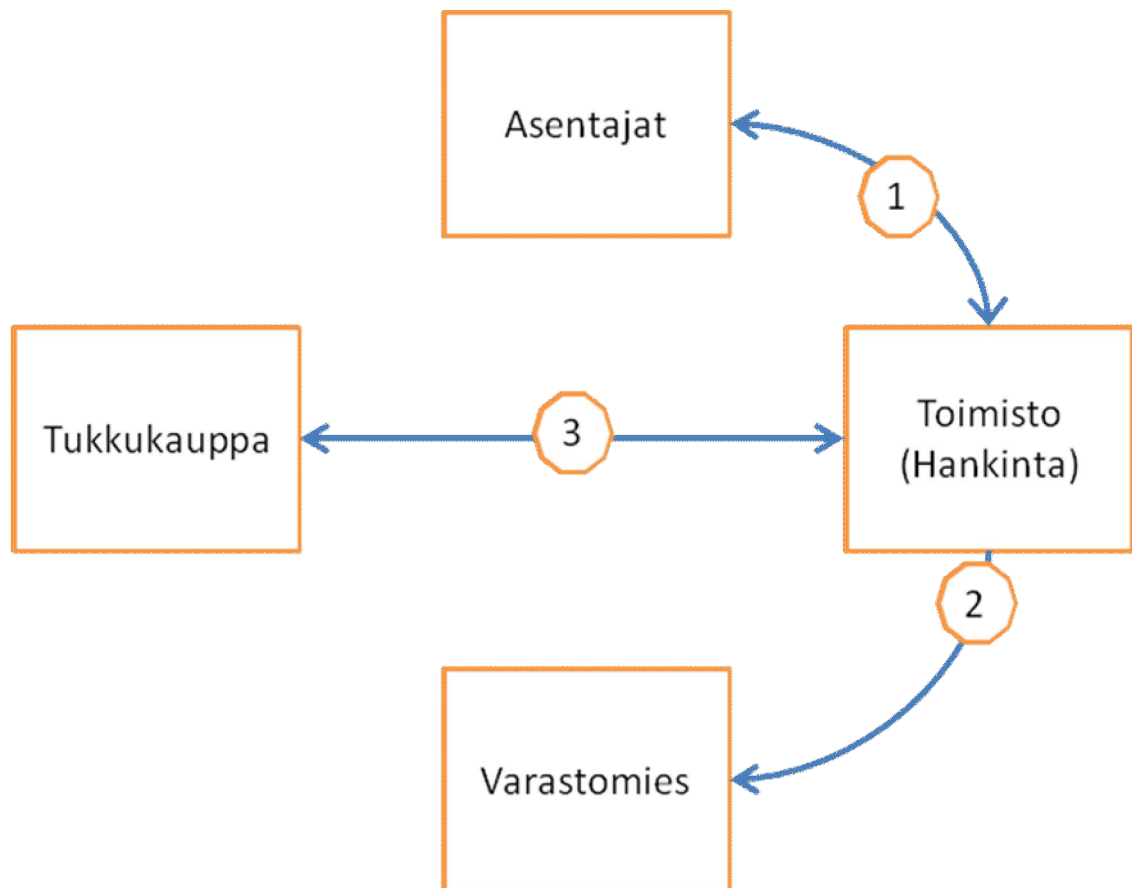 Asentajat
1
Tukkukauppa
3
Toimisto
(Hankinta)
2
Varastomies